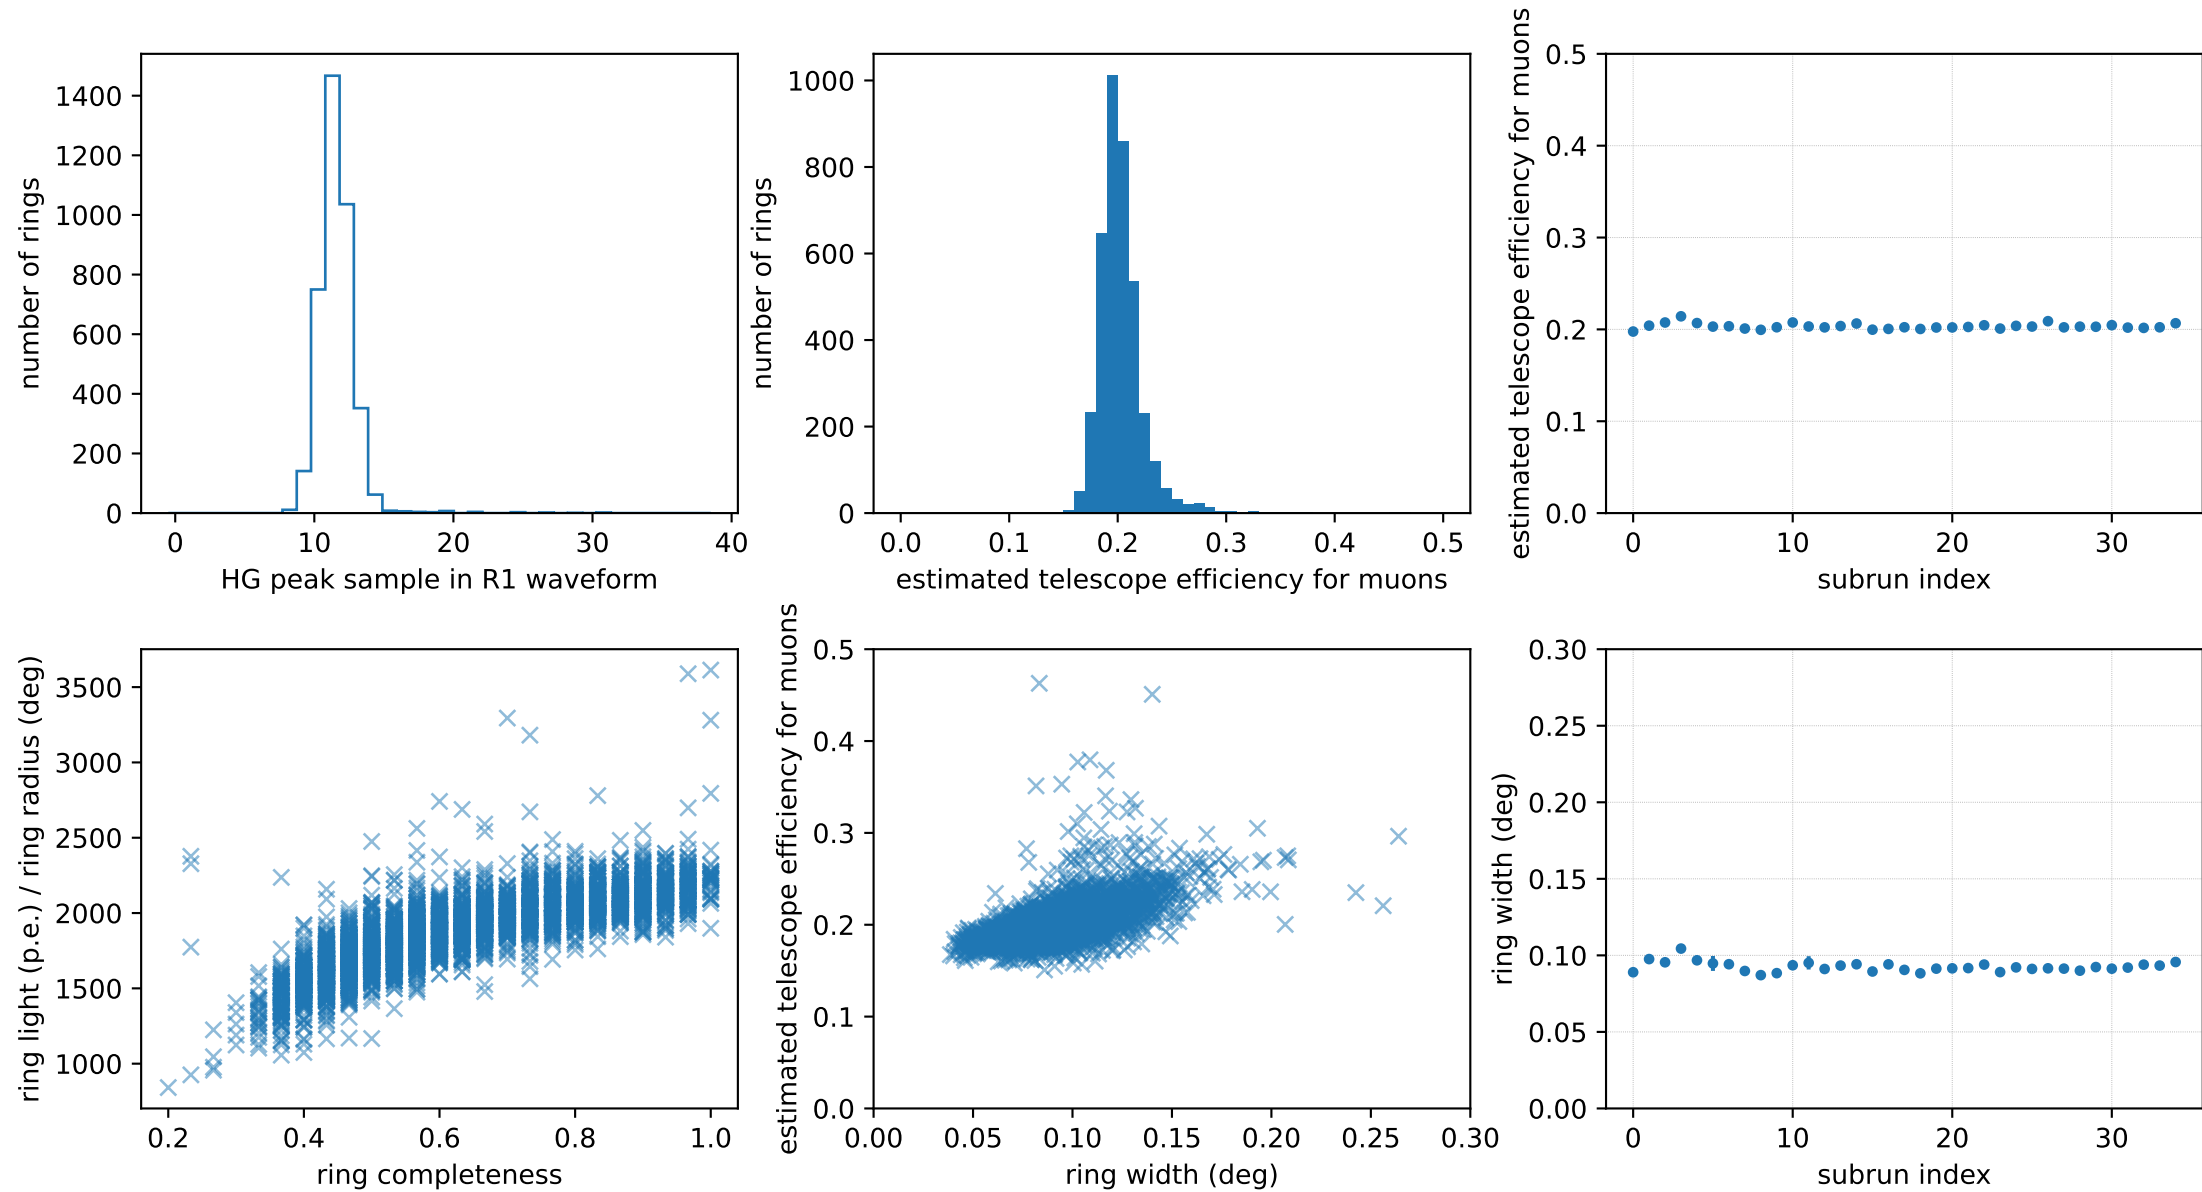 number of rings
1400
1200
1000
800
600
400
200
0
0 10 20 30 40
HG peak sample in R1 waveform
number of rings
1000
800
600
400
200
0
0.0 0.1 0.2 0.3 0.4 0.5
estimated telescope efficiency for muons
estimated telescope efficiency for muons
0.5
0.4
0.3
0.2
0.1
0.0
0 10 20 30
subrun index
ring light (p.e.) / ring radius (deg)
3500
3000
2500
2000
1500
1000
0.2 0.4 0.6 0.8 1.0
ring completeness
estimated telescope efficiency for muons
0.5
0.4
0.3
0.2
0.1
0.0
0.00 0.05 0.10 0.15 0.20 0.25 0.30
ring width (deg)
ring width (deg)
0.30
0.25
0.20
0.15
0.10
0.05
0.00
0 10 20 30
subrun index